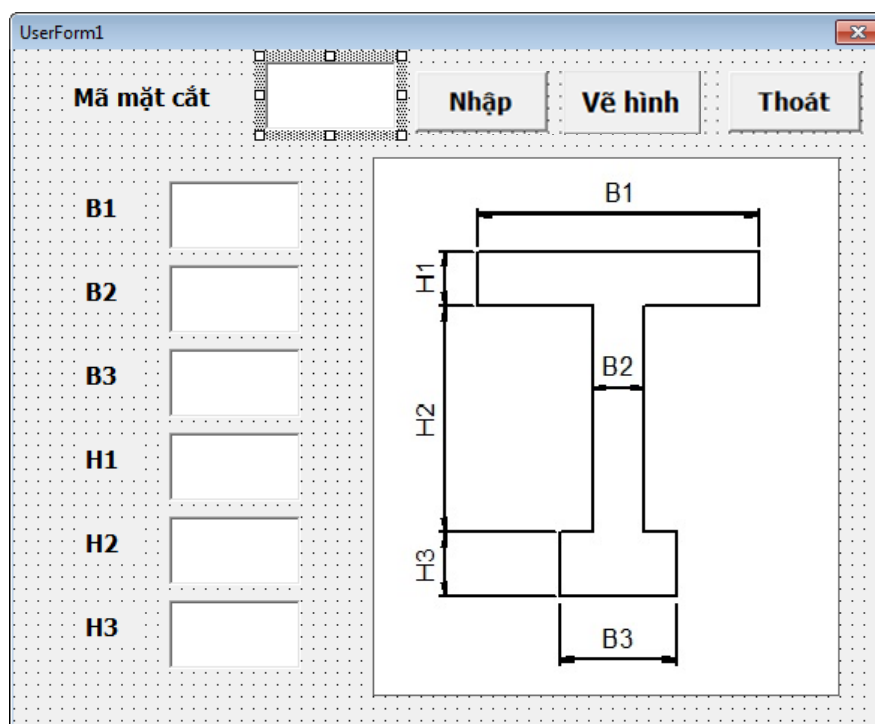 UserForm1
Mã mặt cắt
Nhập
Vẽ hình
Thoát
B1
B2
B3
H1
H2
H3
B1
H1
B2
H2
H3
B3